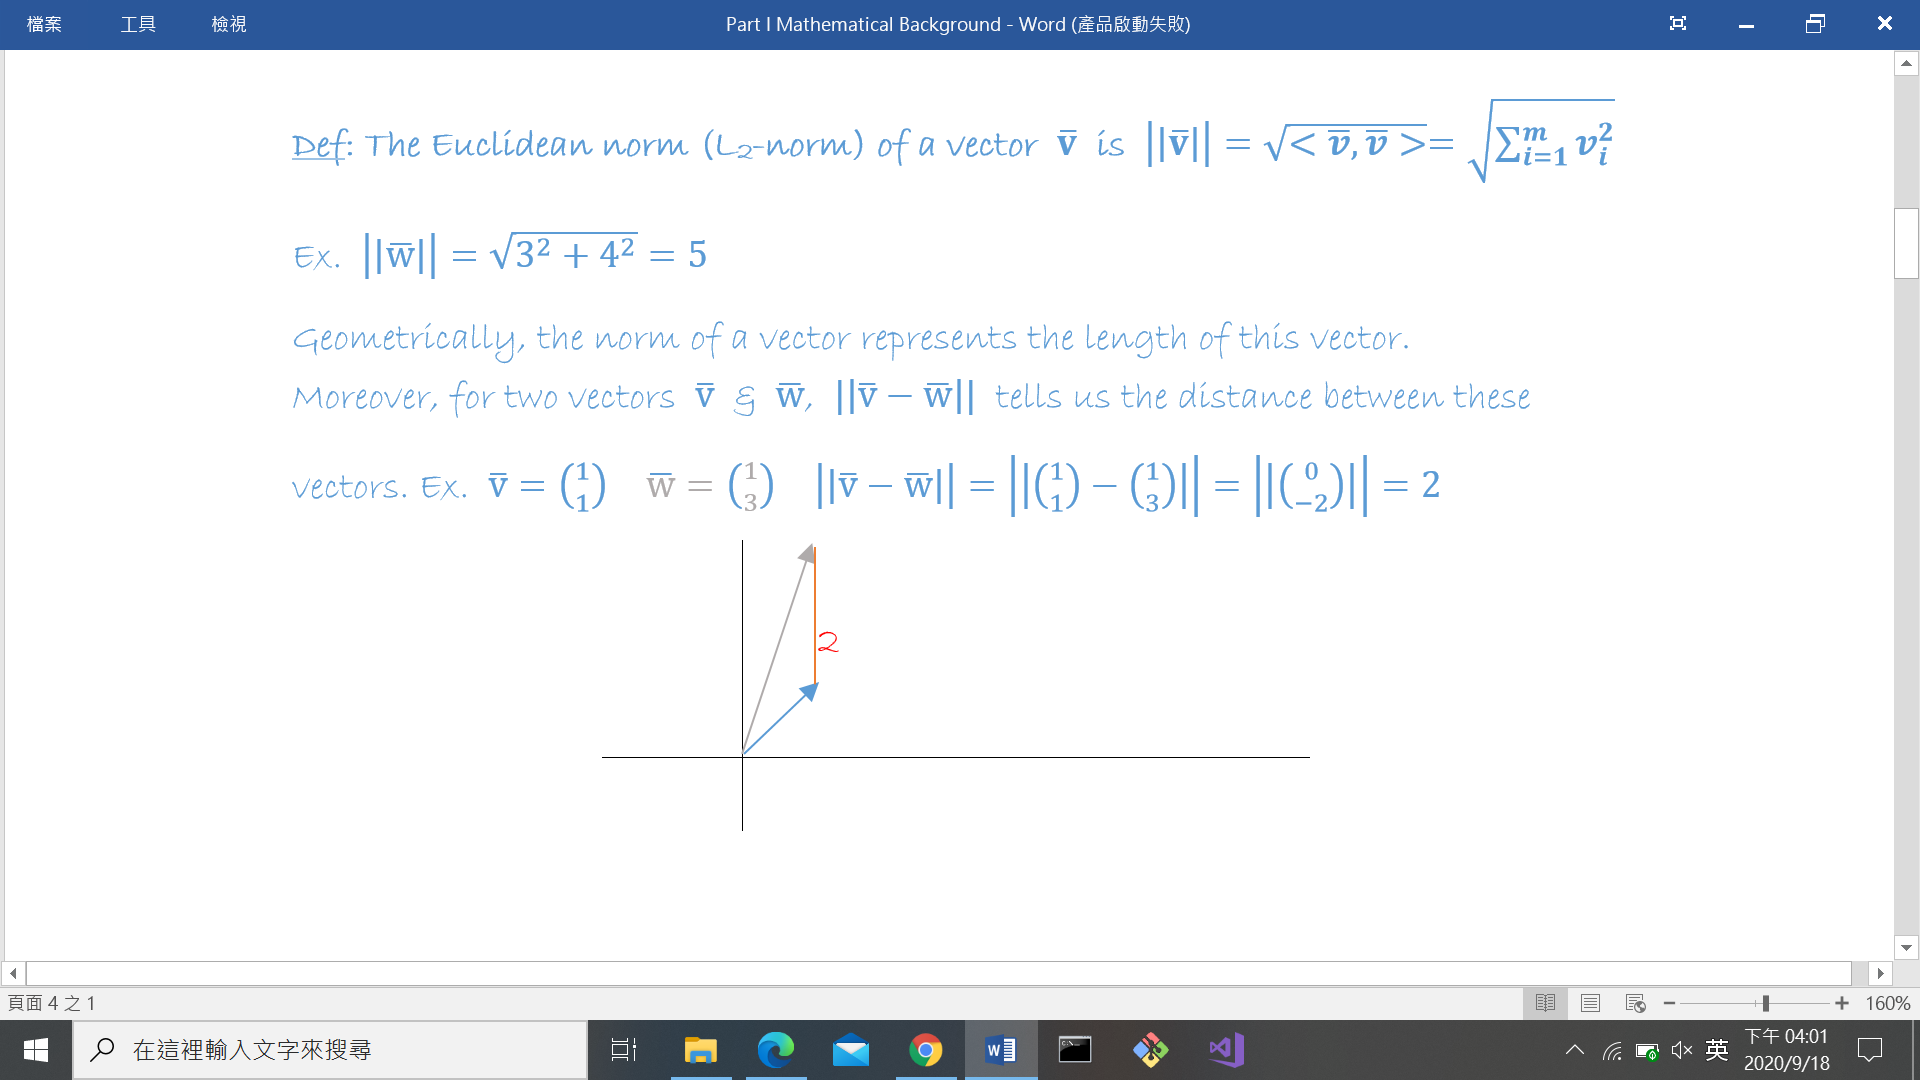 檔案 工具 檢視 Part I Mathematical Background - Word (產品啟動失敗)
Def: The Euclidean norm (L₂-norm) of a vector v̅ is ||v̅|| = √<v̅, v̅> = √∑ᵢ₌₁ᵐ vᵢ²
Ex. ||w̅|| = √3² + 4² = 5
Geometrically, the norm of a vector represents the length of this vector.
Moreover, for two vectors v̅ & w̅, ||v̅ − w̅|| tells us the distance between these
vectors. Ex. v̅ = (1 1) w̅ = (1 3) ||v̅ − w̅|| = ||(1 1) − (1 3)|| = ||(0 −2)|| = 2
2
頁面 4 之 1 160%
在這裡輸入文字來搜尋 英 下午 04:01
2020/9/18